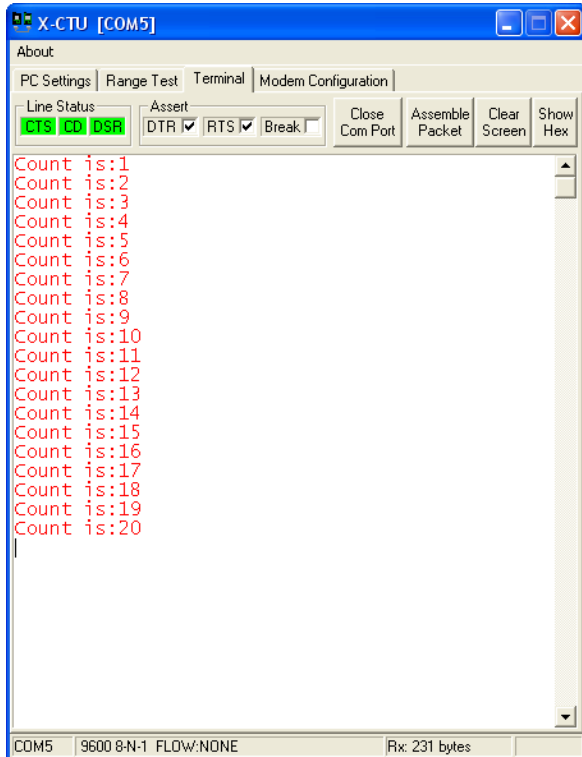 X-CTU [COM5]
About
PC Settings Range Test Terminal Modem Configuration
Line Status Assert
CTS CD DSR DTR RTS Break
Close Com Port
Assemble Packet
Clear Screen
Show Hex
Count is:1
Count is:2
Count is:3
Count is:4
Count is:5
Count is:6
Count is:7
Count is:8
Count is:9
Count is:10
Count is:11
Count is:12
Count is:13
Count is:14
Count is:15
Count is:16
Count is:17
Count is:18
Count is:19
Count is:20
COM5 9600 8-N-1 FLOW:NONE Rx: 231 bytes